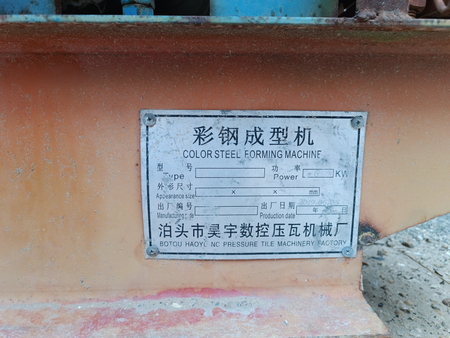 彩钢成型机
COLOR STEEL FORMING MACHINE
型 号 功 率
Type Power KW
外形尺寸 × × mm
Appearance size
出厂编号 出厂日期 年 月
Manufacturing Production date
泊头市昊宇数控压瓦机械厂
BOTOU HAOYU NC PRESSURE TILE MACHINERY FACTORY